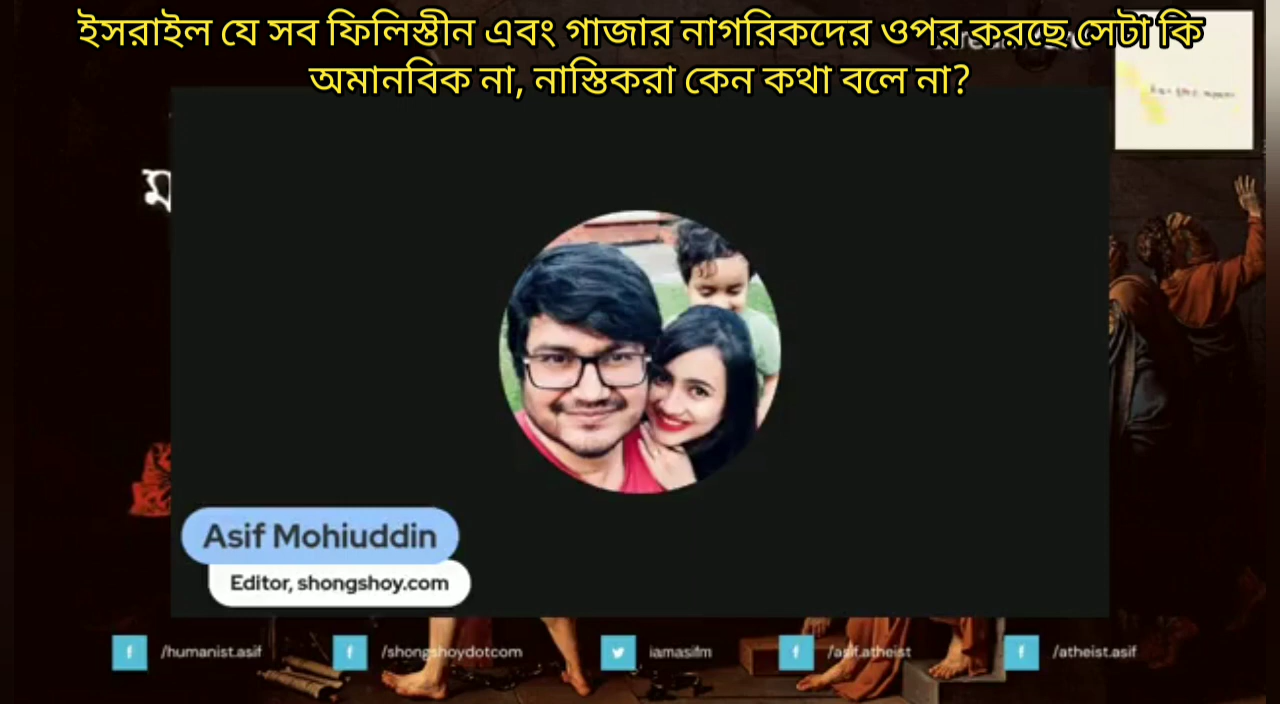 ইসরাইল যে সব ফিলিস্তীন এবং গাজার নাগরিকদের ওপর করছে সেটা কি
অমানবিক না, নাস্তিকরা কেন কথা বলে না?
Asif Mohiuddin
Editor, shongshoy.com
/humanist.asif
/shongshoydotcom
iamasifm
/asif.atheist
/atheist.asif